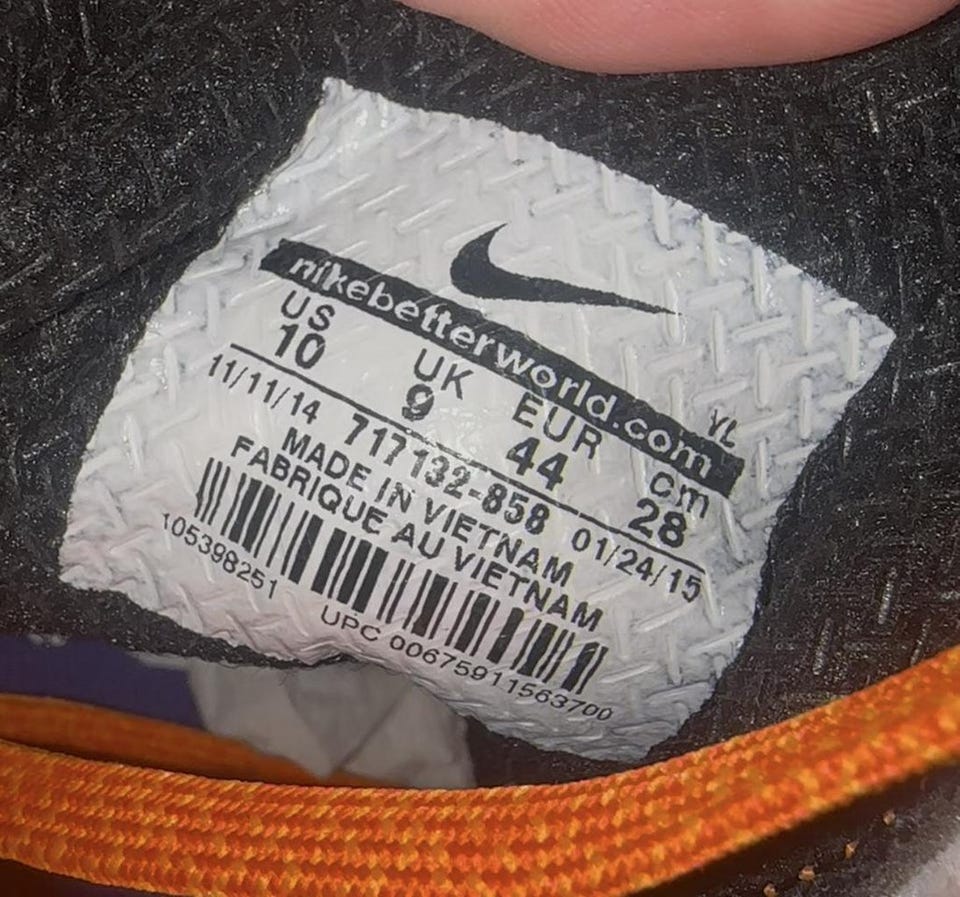 nikebetterworld.com
YL
US UK EUR cm
10 9 44 28
11/11/14 717132-858 01/24/15
MADE IN VIETNAM
FABRIQUE AU VIETNAM
105398251
UPC 00675911563700